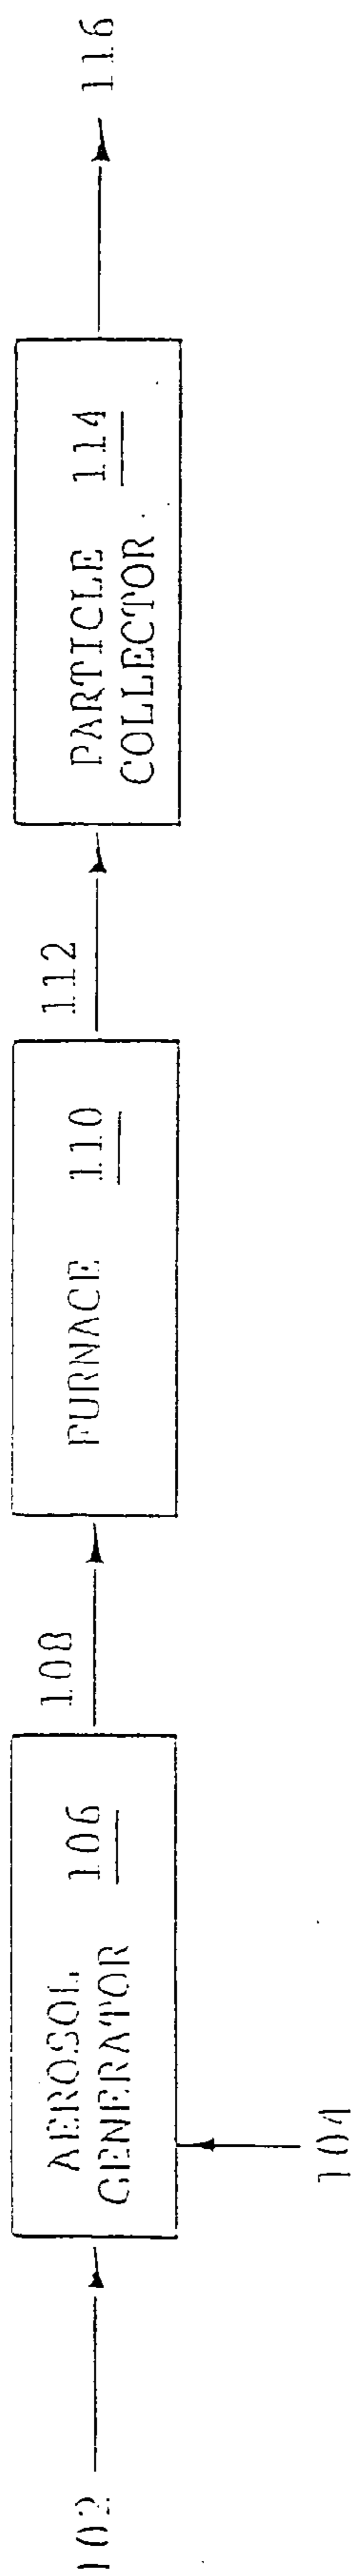 102
104
AEROSOL 106
GENERATOR
108
FURNACE 110
112
PARTICLE 114
COLLECTOR
116